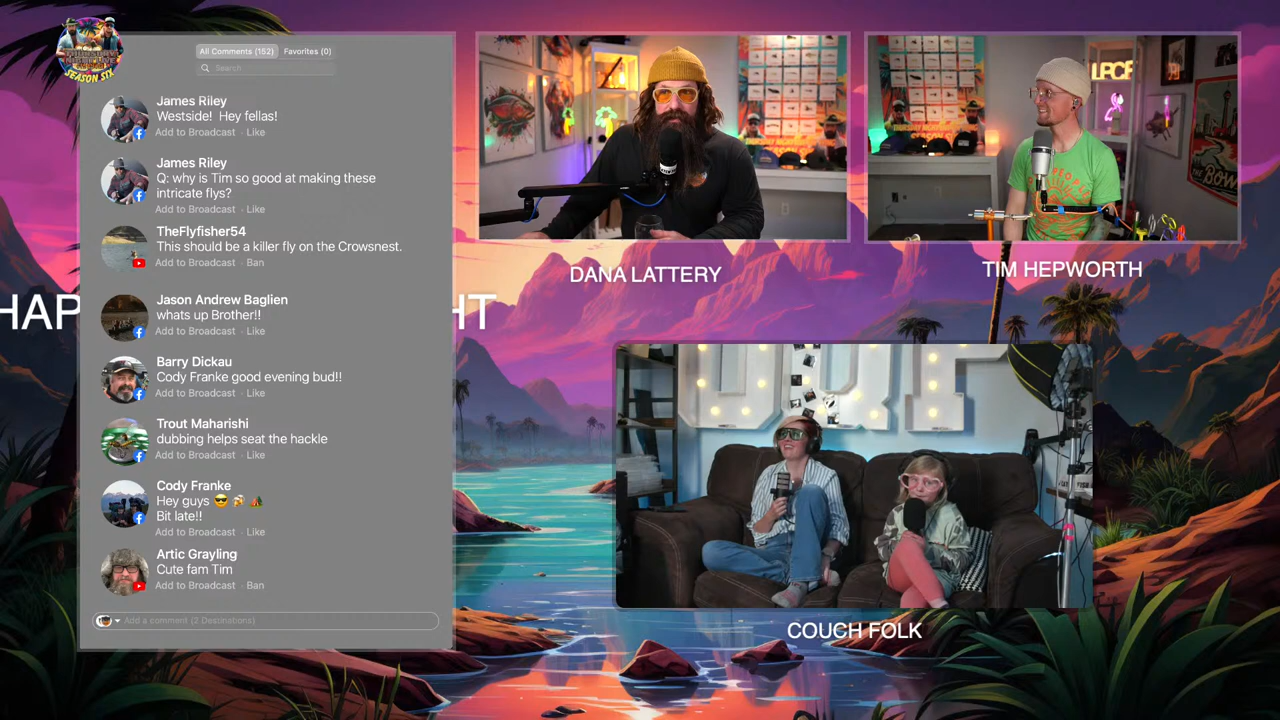 THURSDAY
NIGHT LIVE
SEASON SIX
All Comments (152)
Favorites (0)
Search
James Riley
Westside! Hey fellas!
Add to Broadcast · Like
James Riley
Q: why is Tim so good at making these
intricate flys?
Add to Broadcast · Like
TheFlyfisher54
This should be a killer fly on the Crowsnest.
Add to Broadcast · Ban
Jason Andrew Baglien
whats up Brother!!
Add to Broadcast · Like
Barry Dickau
Cody Franke good evening bud!!
Add to Broadcast · Like
Trout Maharishi
dubbing helps seat the hackle
Add to Broadcast · Like
Cody Franke
Hey guys 😎 🍻 🏕️
Bit late!!
Add to Broadcast · Like
Artic Grayling
Cute fam Tim
Add to Broadcast · Ban
Add a comment (2 Destinations)
HAP
HT
DANA LATTERY
TIM HEPWORTH
THE
BOW
COUCH FOLK